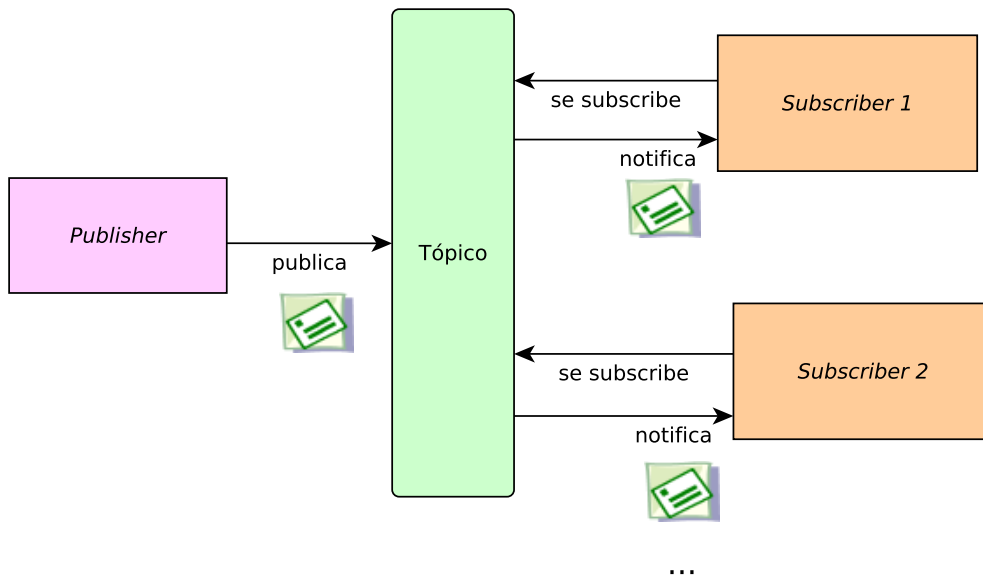 Publisher
publica
Tópico
se subscribe
notifica
Subscriber 1
se subscribe
notifica
Subscriber 2
...